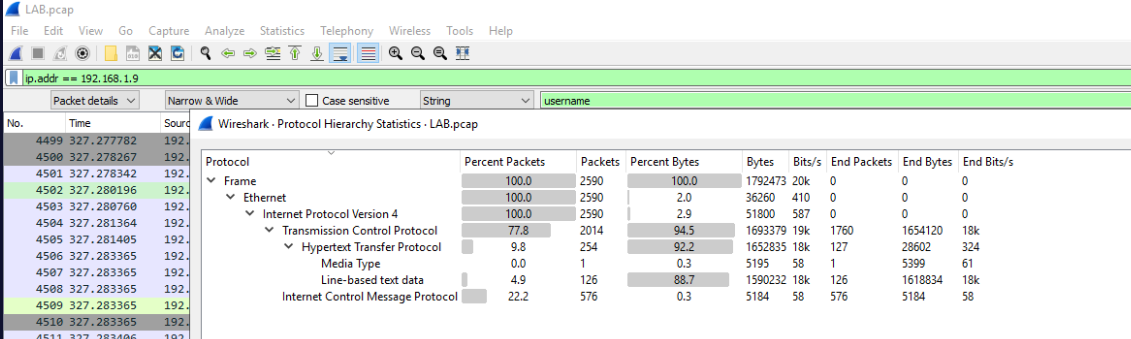 LAB.pcap
File Edit View Go Capture Analyze Statistics Telephony Wireless Tools Help
ip.addr == 192.168.1.9
Packet details Narrow & Wide Case sensitive String username
No. Time Sourc
Wireshark · Protocol Hierarchy Statistics · LAB.pcap
Protocol Percent Packets Packets Percent Bytes Bytes Bits/s End Packets End Bytes End Bits/s
Frame 100.0 2590 100.0 1792473 20k 0 0 0
Ethernet 100.0 2590 2.0 36260 410 0 0 0
Internet Protocol Version 4 100.0 2590 2.9 51800 587 0 0 0
Transmission Control Protocol 77.8 2014 94.5 1693379 19k 1760 1654120 18k
Hypertext Transfer Protocol 9.8 254 92.2 1652835 18k 127 28602 324
Media Type 0.0 1 0.3 5195 58 1 5399 61
Line-based text data 4.9 126 88.7 1590232 18k 126 1618834 18k
Internet Control Message Protocol 22.2 576 0.3 5184 58 576 5184 58
4499 327.277782 192.
4500 327.278267 192.
4501 327.278342 192.
4502 327.280196 192.
4503 327.280760 192.
4504 327.281364 192.
4505 327.281405 192.
4506 327.283365 192.
4507 327.283365 192.
4508 327.283365 192.
4509 327.283365 192.
4510 327.283365 192.
4511 327.283406 192.